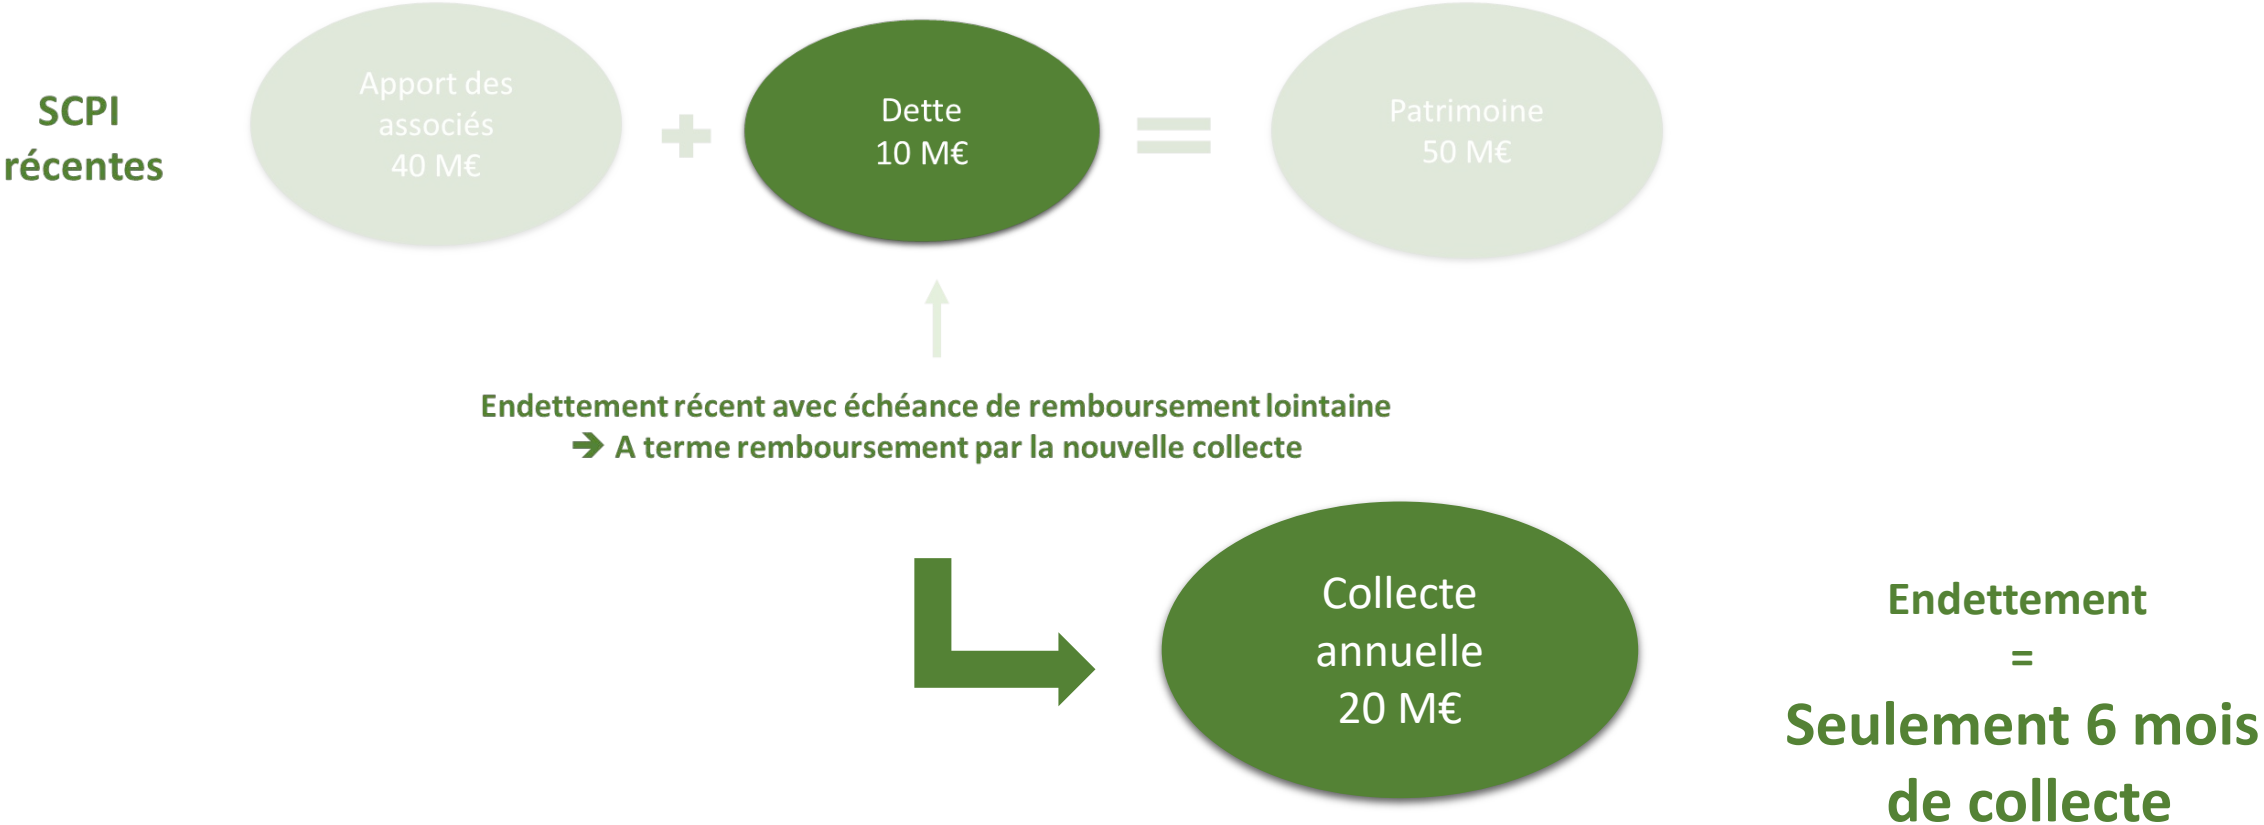 SCPI
récentes
Apport des
associés
40 M€
Dette
10 M€
Patrimoine
50 M€
Endettement récent avec échéance de remboursement lointaine
➔ A terme remboursement par la nouvelle collecte
Collecte
annuelle
20 M€
Endettement
=
Seulement 6 mois
de collecte